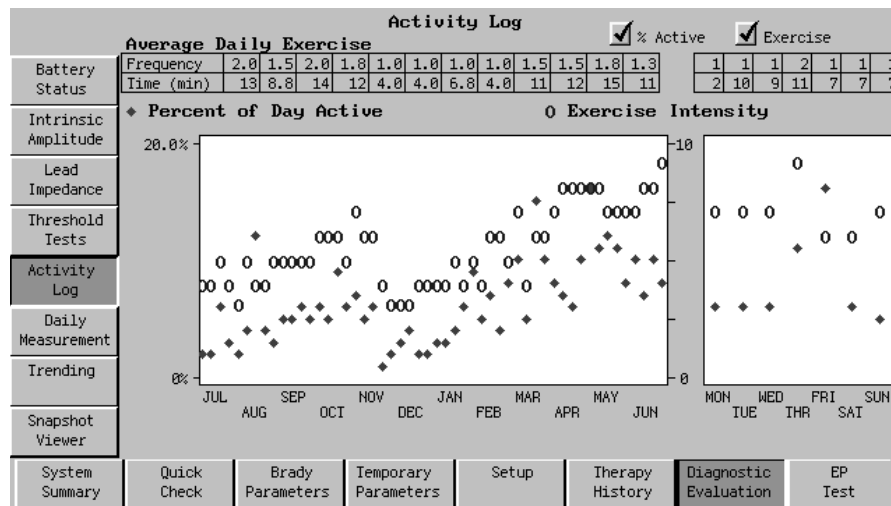 Activity Log
% Active
Exercise
Average Daily Exercise
Frequency 2.0 1.5 2.0 1.8 1.0 1.0 1.0 1.0 1.5 1.5 1.8 1.3 1 1 1 2 1 1
Time (min) 13 8.8 14 12 4.0 4.0 6.8 4.0 11 12 15 11 2 10 9 11 7 7
Percent of Day Active
Exercise Intensity
20.0%
10
0%
0
JUL SEP NOV JAN MAR MAY MON WED FRI SUN
AUG OCT DEC FEB APR JUN TUE THR SAT
Battery
Status
Intrinsic
Amplitude
Lead
Impedance
Threshold
Tests
Activity
Log
Daily
Measurement
Trending
Snapshot
Viewer
System
Summary
Quick
Check
Brady
Parameters
Temporary
Parameters
Setup
Therapy
History
Diagnostic
Evaluation
EP
Test